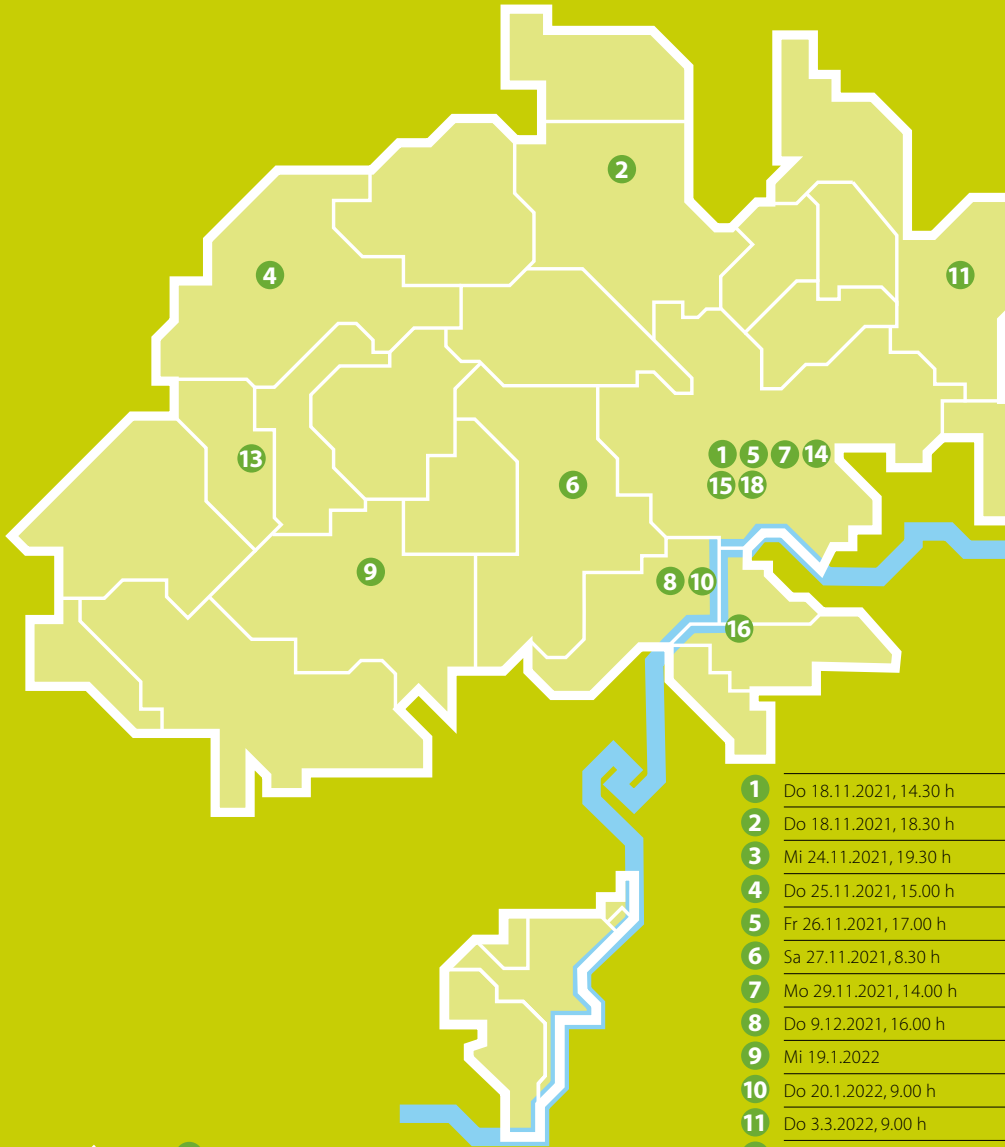 2
4
11
13
1 5 7 14
6
15 18
9
8 10
16
1 Do 18.11.2021, 14.30 h
2 Do 18.11.2021, 18.30 h
3 Mi 24.11.2021, 19.30 h
4 Do 25.11.2021, 15.00 h
5 Fr 26.11.2021, 17.00 h
6 Sa 27.11.2021, 8.30 h
7 Mo 29.11.2021, 14.00 h
8 Do 9.12.2021, 16.00 h
9 Mi 19.1.2022
10 Do 20.1.2022, 9.00 h
11 Do 3.3.2022, 9.00 h